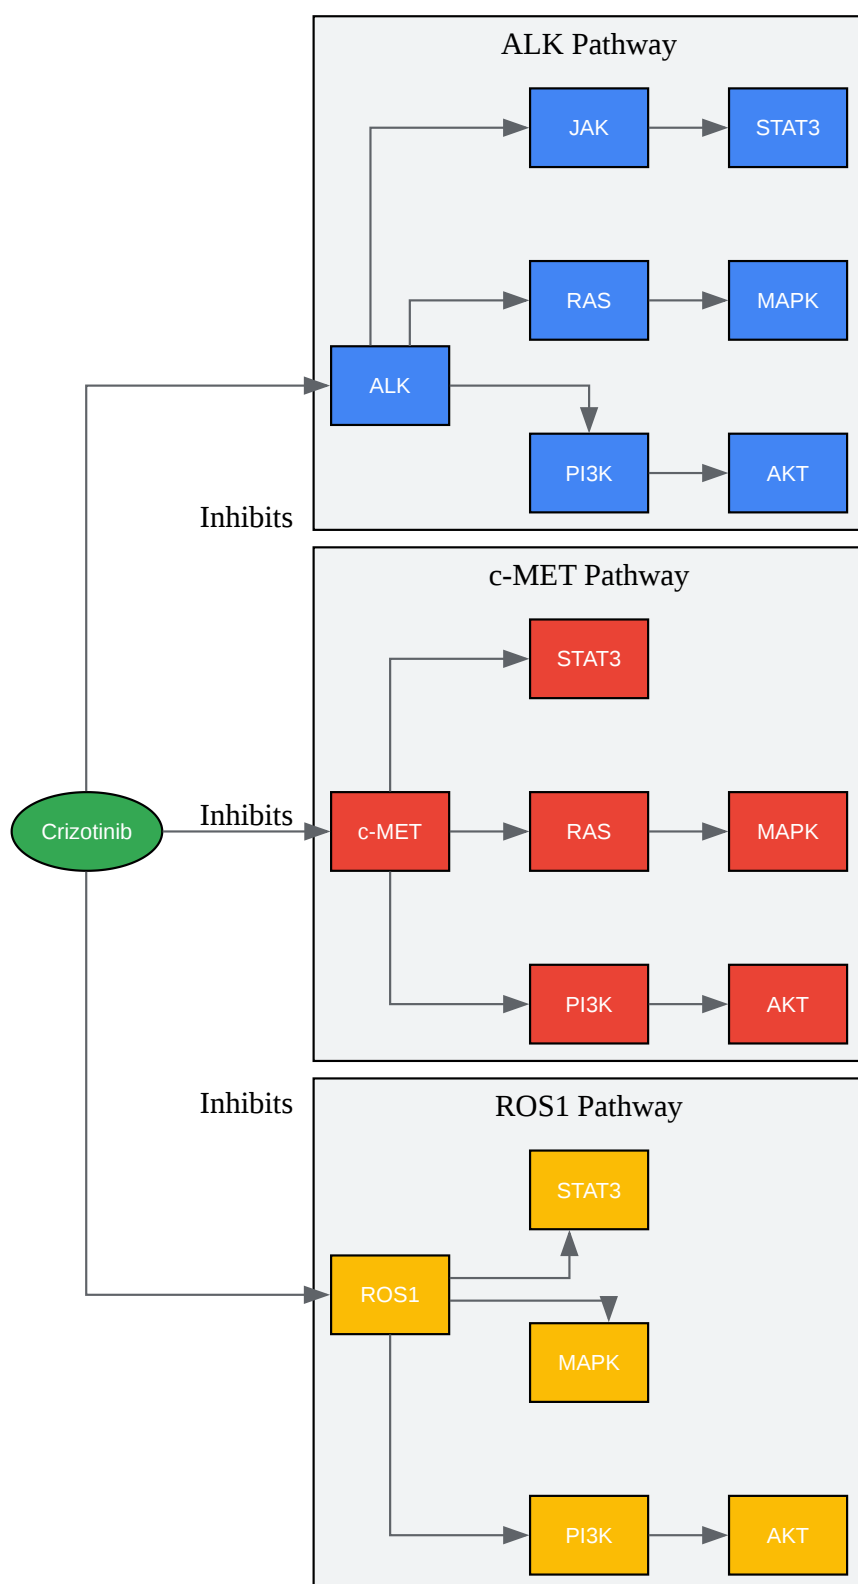 ALK Pathway
JAK
STAT3
RAS
MAPK
ALK
PI3K
AKT
Inhibits
c-MET Pathway
STAT3
Crizotinib
Inhibits
c-MET
RAS
MAPK
PI3K
AKT
Inhibits
ROS1 Pathway
STAT3
ROS1
MAPK
PI3K
AKT